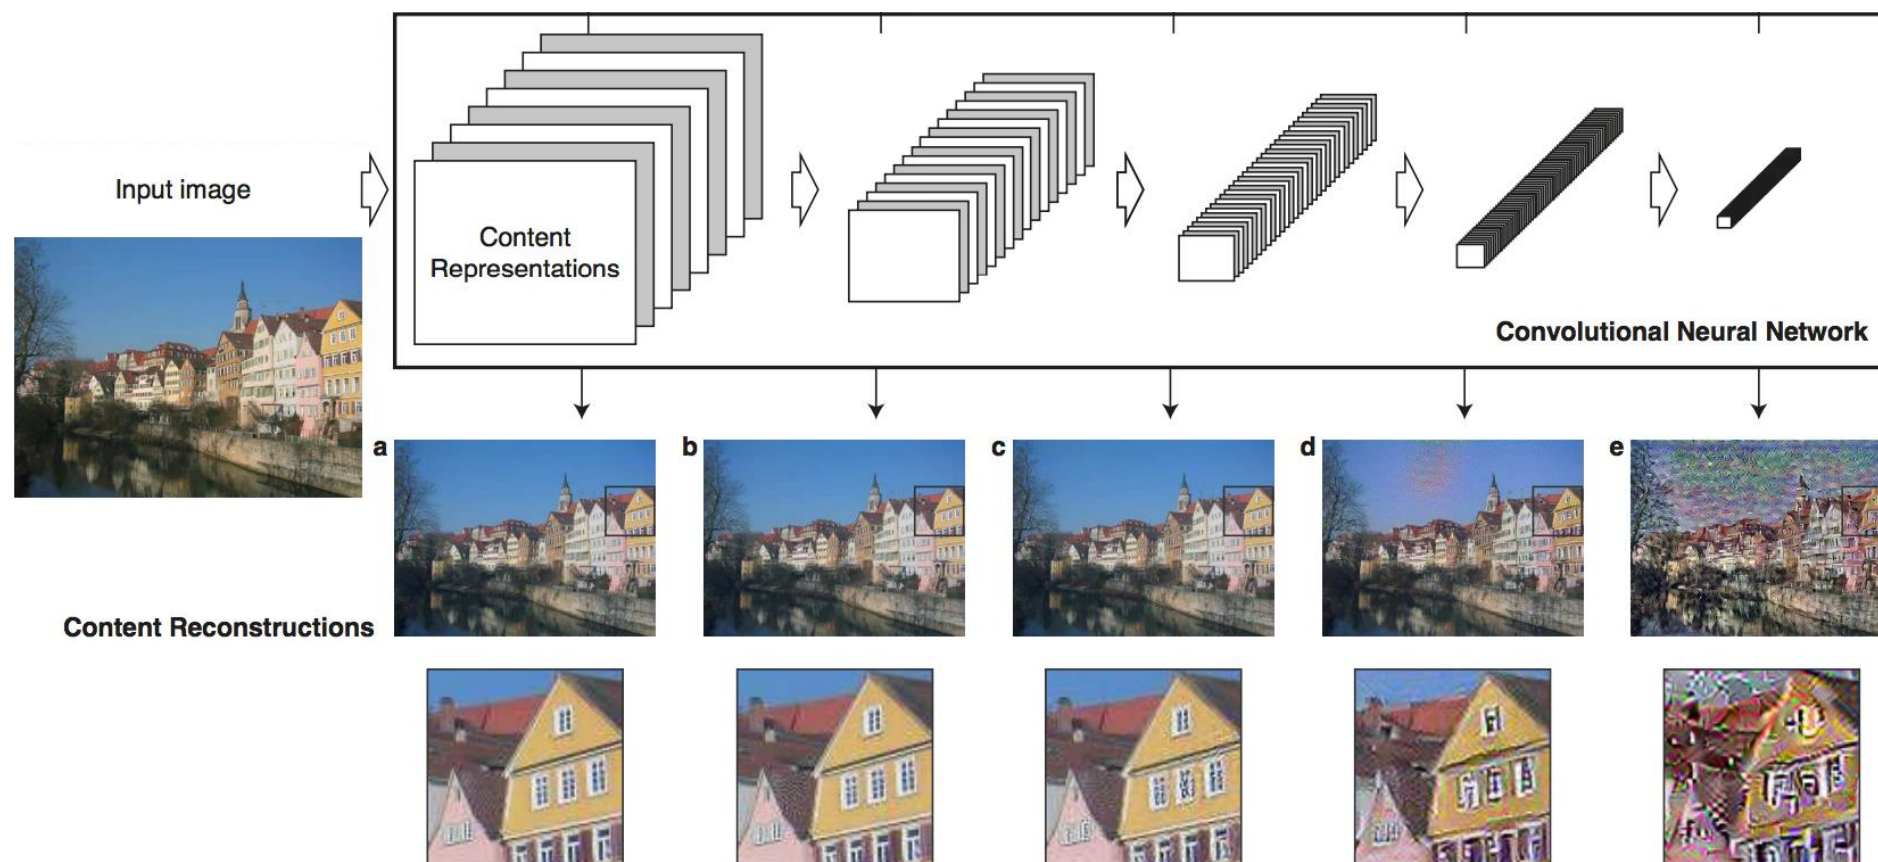 Input image
Content
Representations
Convolutional Neural Network
a
b
c
d
e
Content Reconstructions